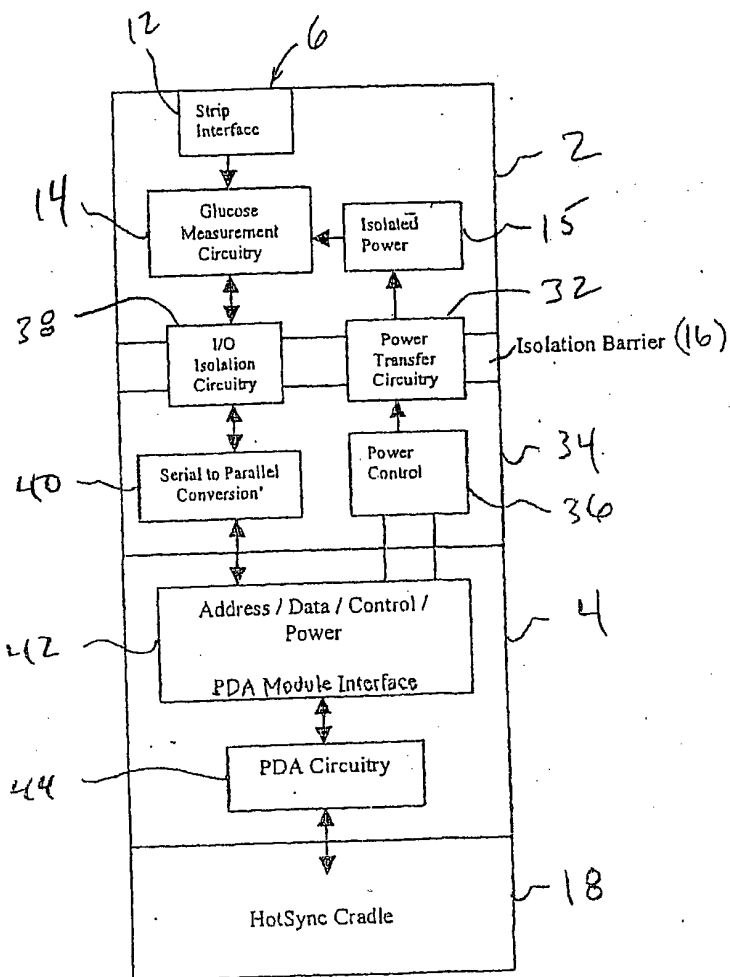 12
6
Strip
Interface
2
14
Glucose
Measurement
Circuitry
Isolated
Power
15
38
32
I/O
Isolation
Circuitry
Power
Transfer
Circuitry
Isolation Barrier (16)
34
40
Serial to Parallel
Conversion
Power
Control
36
Address / Data / Control /
Power
4
42
PDA Module Interface
44
PDA Circuitry
18
HotSync Cradle